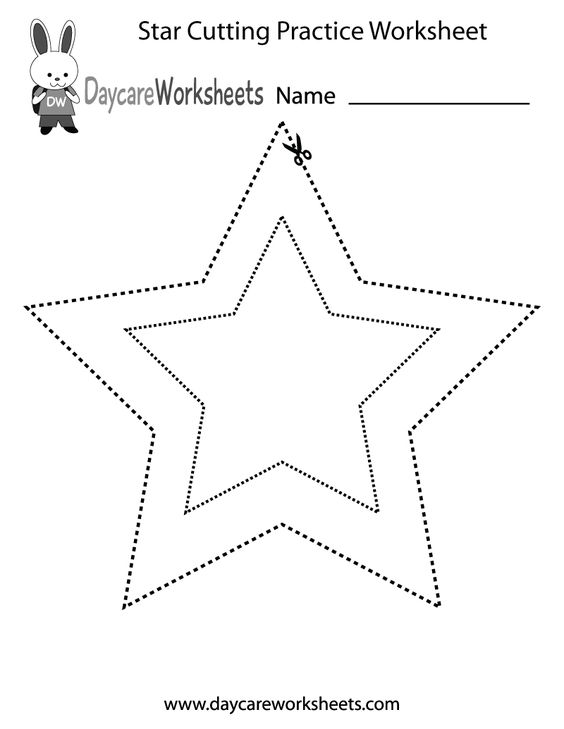 Star Cutting Practice Worksheet
DW
DaycareWorksheets
Name
www.daycareworksheets.com